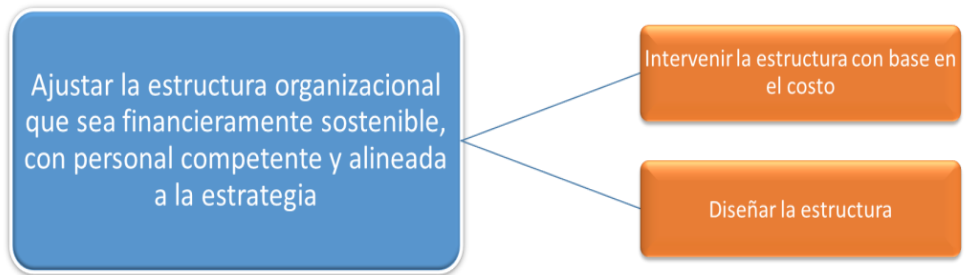 Ajustar la estructura organizacional
que sea financieramente sostenible,
con personal competente y alineada
a la estrategia
Intervenir la estructura con base en
el costo
Diseñar la estructura